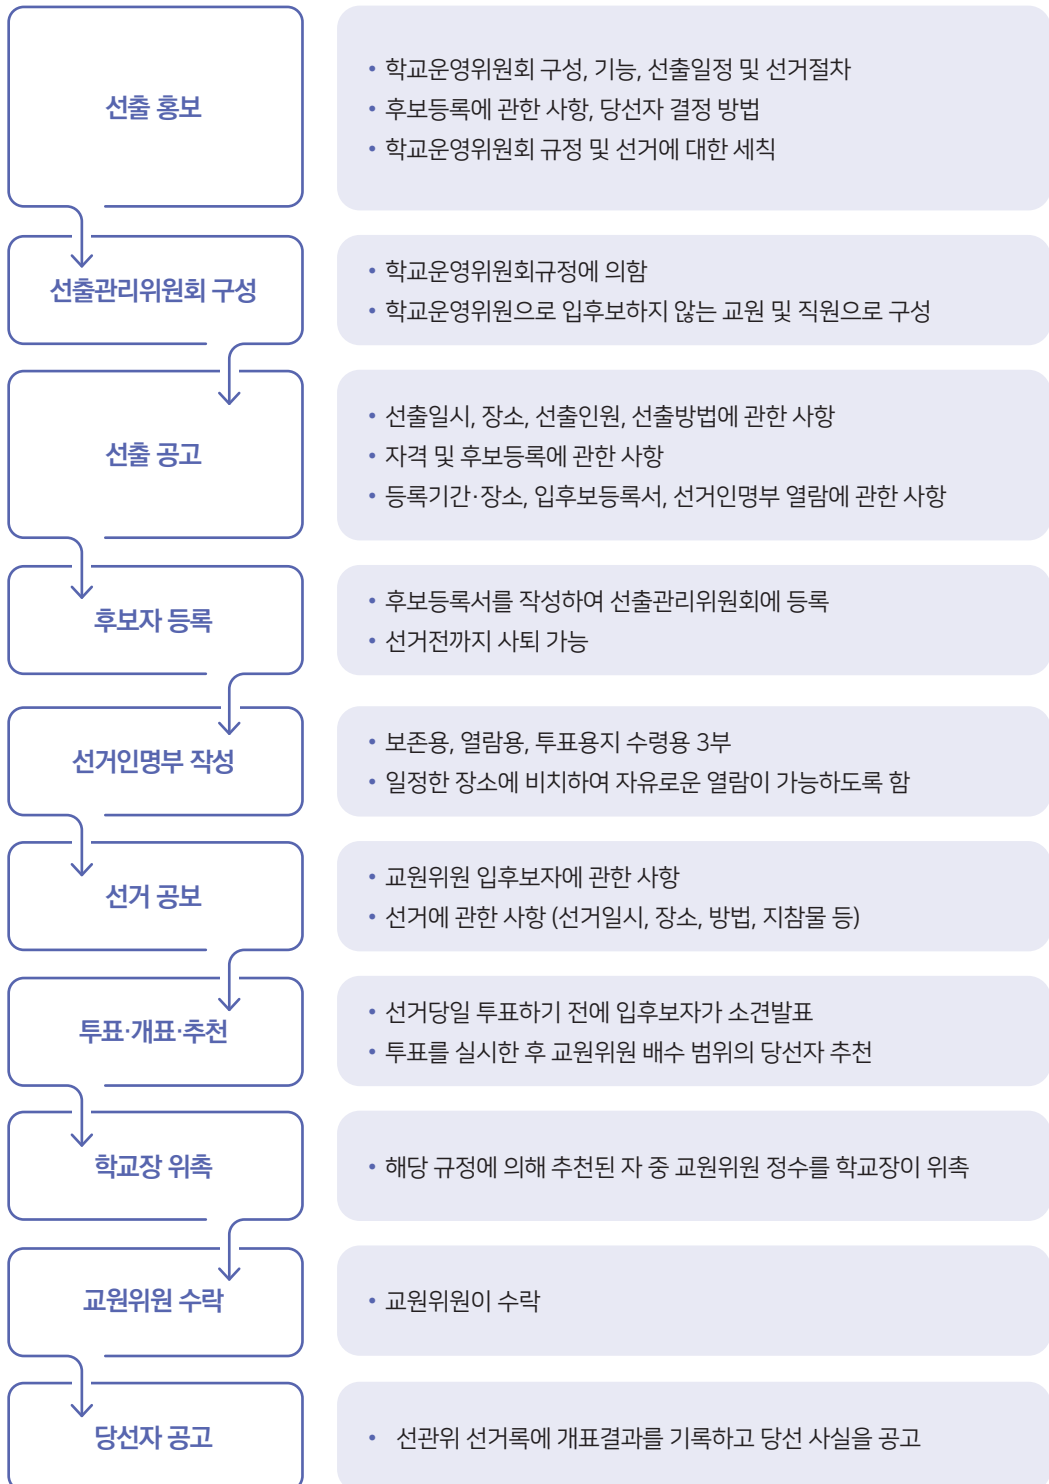 선출 홍보
• 학교운영위원회 구성, 기능, 선출일정 및 선거절차
• 후보등록에 관한 사항, 당선자 결정 방법
• 학교운영위원회 규정 및 선거에 대한 세칙
선출관리위원회 구성
• 학교운영위원회규정에 의함
• 학교운영위원으로 입후보하지 않는 교원 및 직원으로 구성
선출 공고
• 선출일시, 장소, 선출인원, 선출방법에 관한 사항
• 자격 및 후보등록에 관한 사항
• 등록기간·장소, 입후보등록서, 선거인명부 열람에 관한 사항
후보자 등록
• 후보등록서를 작성하여 선출관리위원회에 등록
• 선거전까지 사퇴 가능
선거인명부 작성
• 보존용, 열람용, 투표용지 수령용 3부
• 일정한 장소에 비치하여 자유로운 열람이 가능하도록 함
선거 공보
• 교원위원 입후보자에 관한 사항
• 선거에 관한 사항 (선거일시, 장소, 방법, 지참물 등)
투표·개표·추천
• 선거당일 투표하기 전에 입후보자가 소견발표
• 투표를 실시한 후 교원위원 배수 범위의 당선자 추천
학교장 위촉
• 해당 규정에 의해 추천된 자 중 교원위원 정수를 학교장이 위촉
교원위원 수락
• 교원위원이 수락
당선자 공고
• 선관위 선거록에 개표결과를 기록하고 당선 사실을 공고